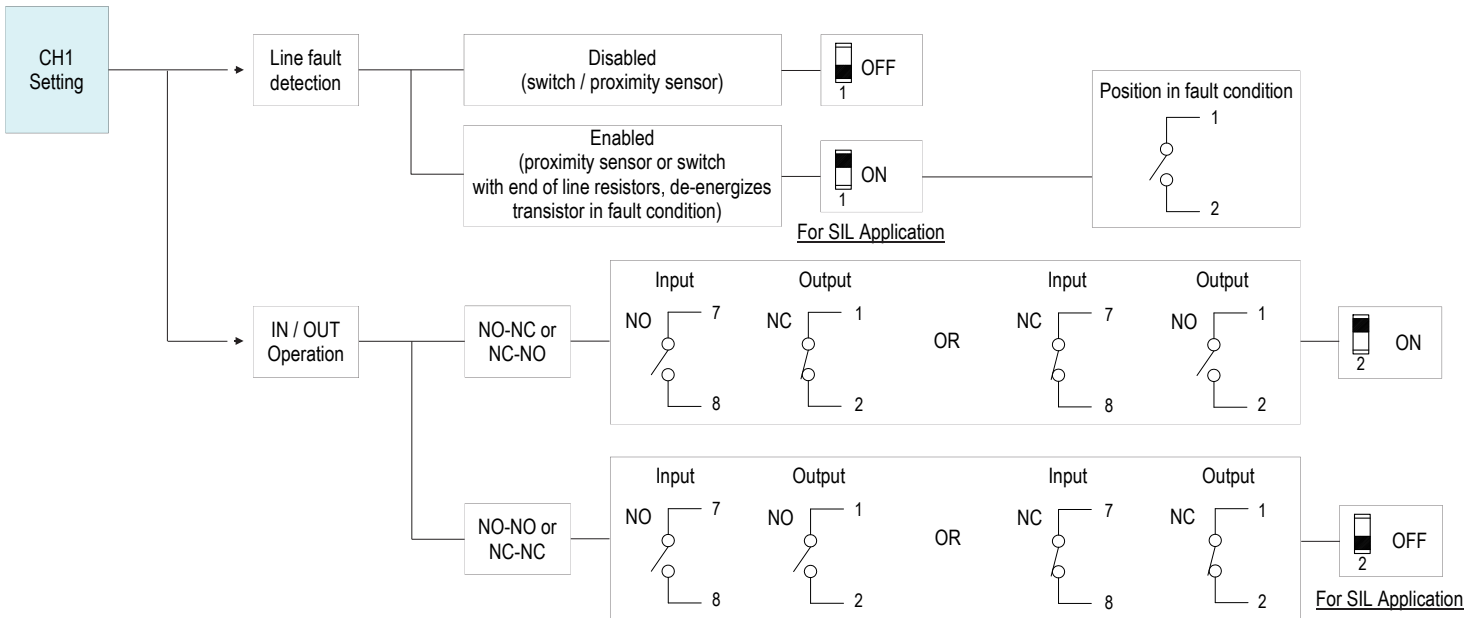 CH1
Setting
Line fault
detection
Disabled
(switch / proximity sensor)
OFF
1
Enabled
(proximity sensor or switch
with end of line resistors, de-energizes
transistor in fault condition)
ON
1
For SIL Application
Position in fault condition
1
2
IN / OUT
Operation
NO-NC or
NC-NO
Input
NO
7
8
Output
NC
1
2
OR
Input
NC
7
8
Output
NO
1
2
ON
2
NO-NO or
NC-NC
Input
NO
7
8
Output
NO
1
2
OR
Input
NC
7
8
Output
NC
1
2
OFF
2
For SIL Application